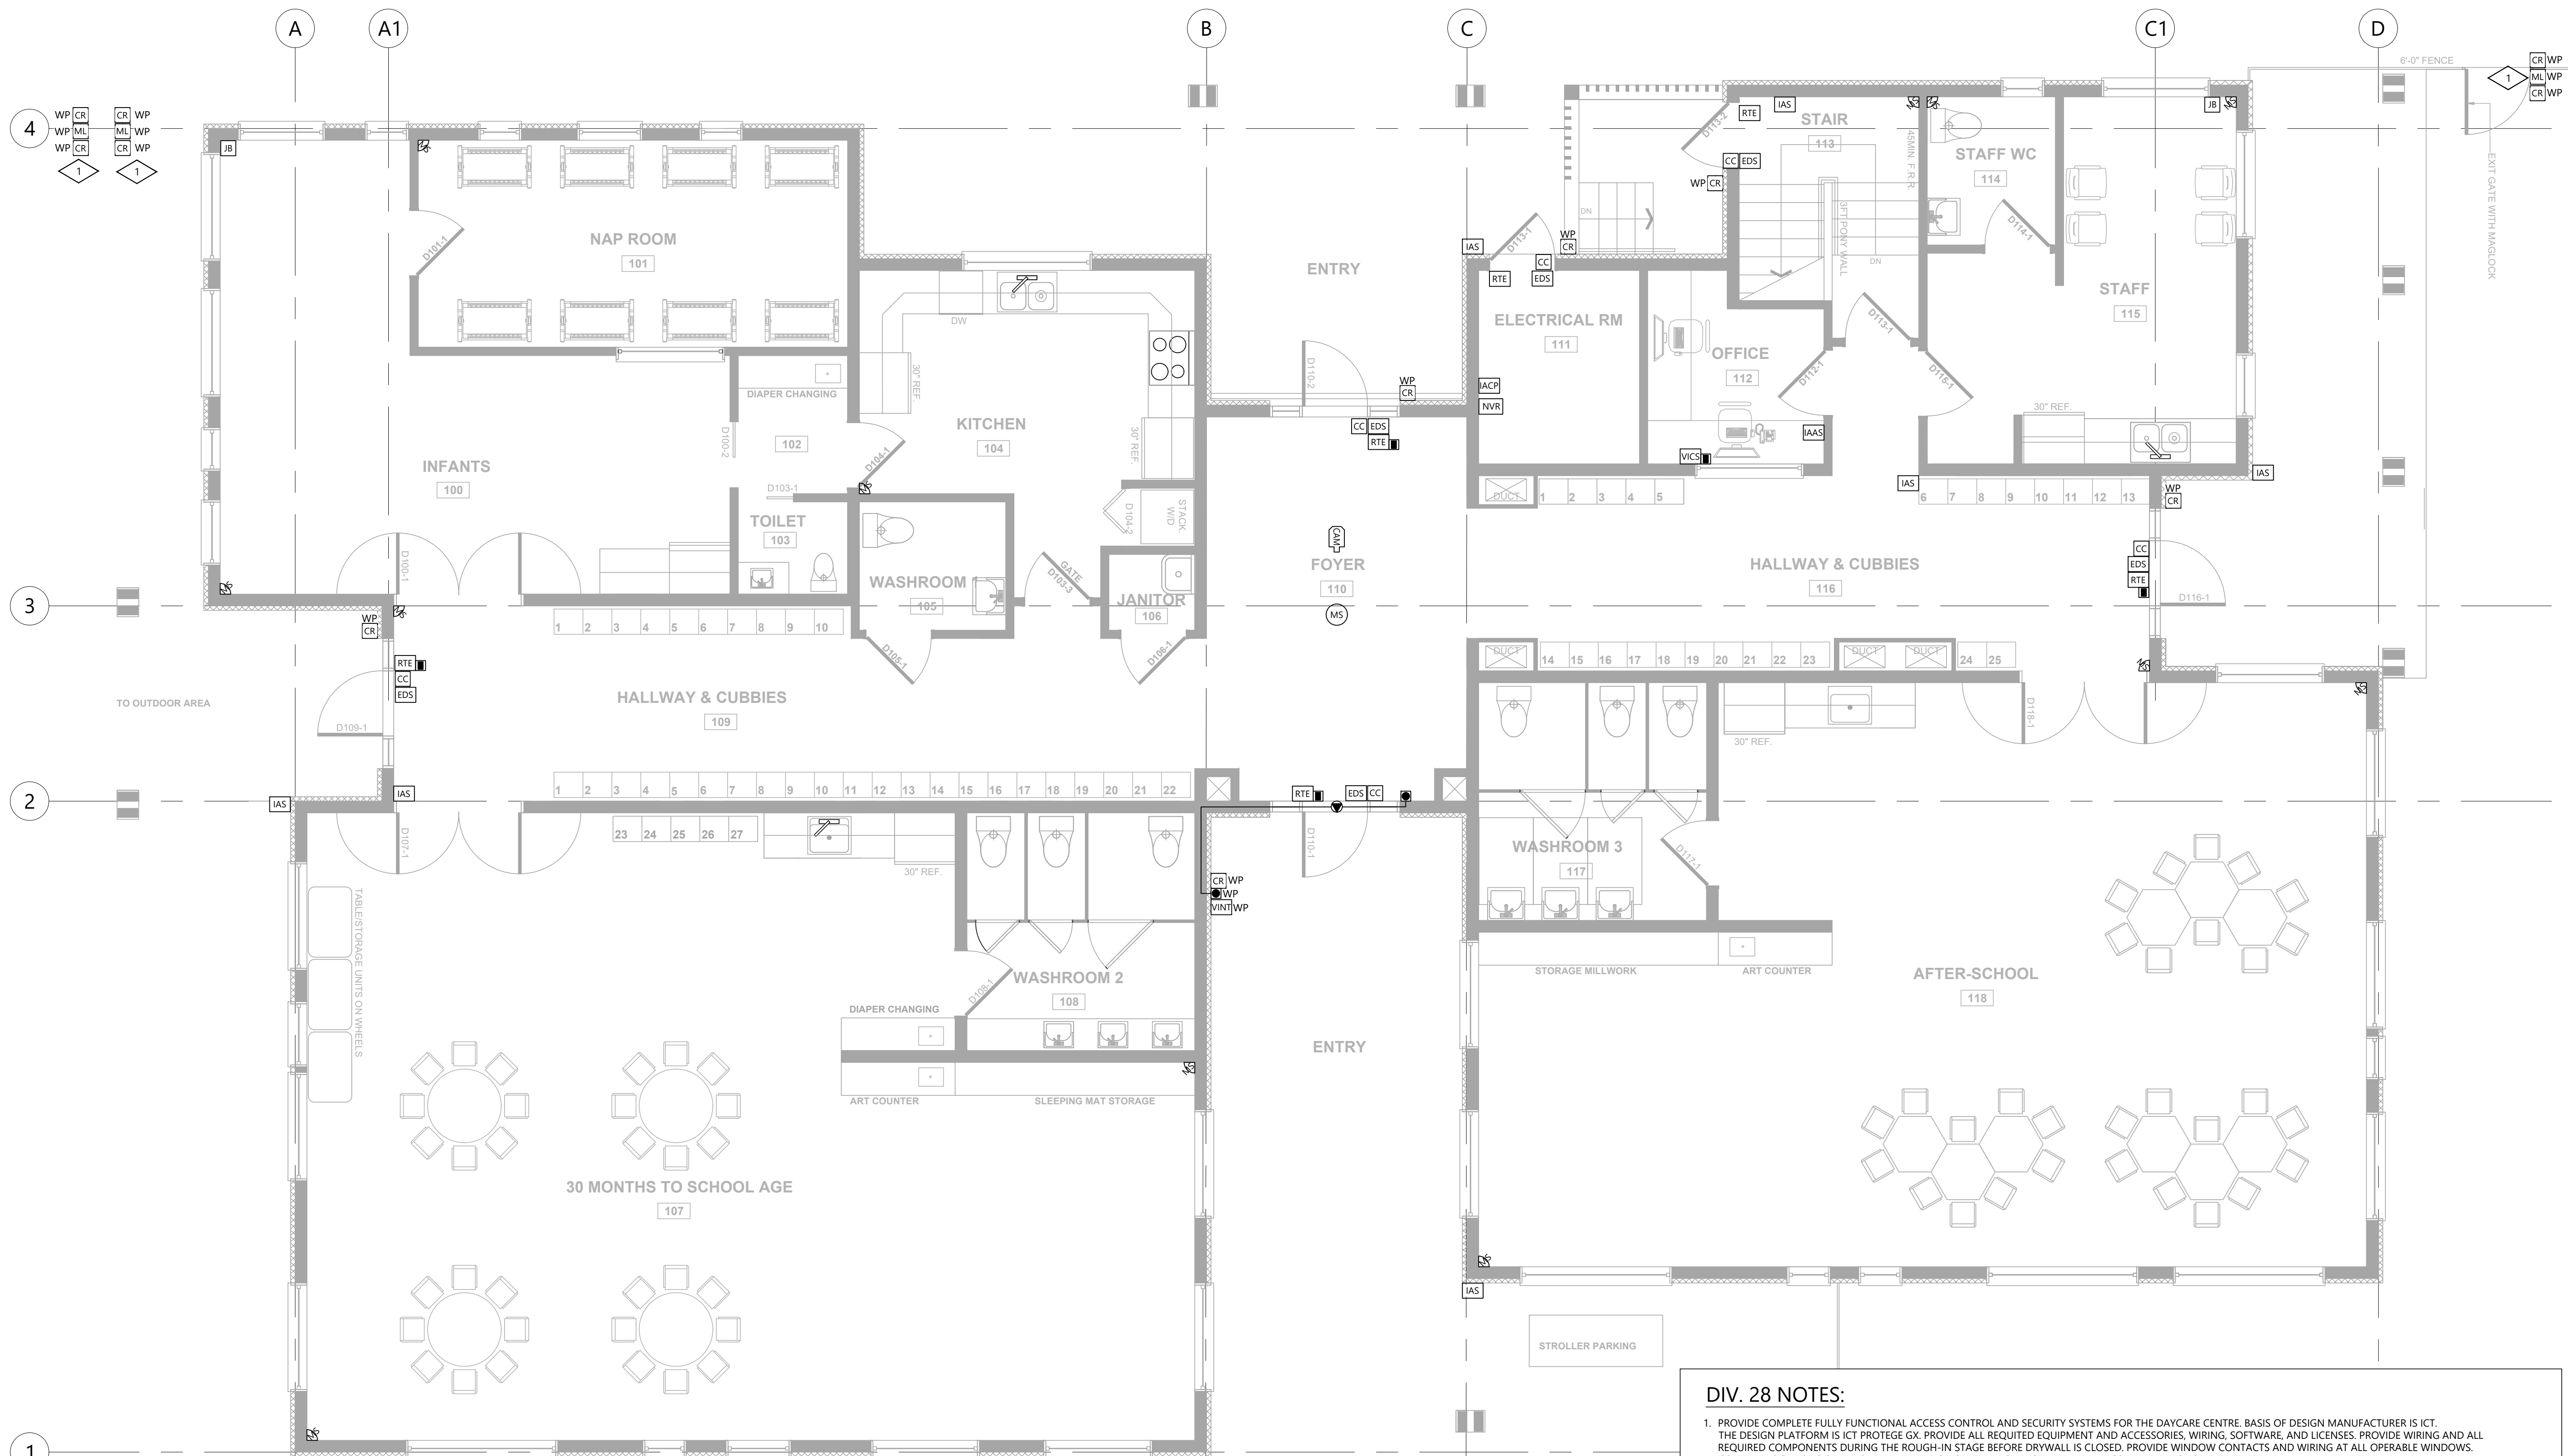 A A1 B C C1 D
6'-0" FENCE
CR WP
1 ML WP
CR WP
4
WP CR CR WP
WP ML ML WP
WP CR CR WP
1 1
JB
MS
NAP ROOM
101
D101-1
INFANTS
100
D100-1
D100-2
MS
DIAPER CHANGING
102
D103-1
TOILET
103
DW
30" REF.
KITCHEN
104
30" REF.
D104-1
MS
STACK.
W/D
D104-2
WASHROOM 1
105
D105-1
GATE
D103-3
JANITOR
106
D106-1
ENTRY
D110-2
WP
CR
CC EDS
RTE
CAM
FOYER
110
MS
IAS
D113-1
WP
CR
CC
RTE
EDS
DN
D113-2
RTE
IAS
MS
STAIR
113
CC EDS
WP CR
45MIN. F.R.R.
3FT PONY WALL
DN
ELECTRICAL RM
111
IACP
NVR
OFFICE
112
D112-1
IAAS
VICS
D113-1
MS
STAFF WC
114
D114-1
JB
MS
STAFF
115
D115-1
30" REF.
IAS
EXIT GATE WITH MAGLOCK
DUCT
1 2 3 4 5
IAS
6 7 8 9 10 11 12 13
WP
CR
CC
EDS
RTE
D116-1
HALLWAY & CUBBIES
116
MS
3
WP
CR
MS
1 2 3 4 5 6 7 8 9 10
RTE
CC
EDS
D109-1
TO OUTDOOR AREA
HALLWAY & CUBBIES
109
DUCT
14 15 16 17 18 19 20 21 22 23
DUCT DUCT
24 25
2
IAS
IAS
1 2 3 4 5 6 7 8 9 10 11 12 13 14 15 16 17 18 19 20 21 22
D107-1
23 24 25 26 27
30" REF.
TABLE/STORAGE UNITS ON WHEELS
RTE EDS CC
D110-1
CR WP
WP
VINT WP
WASHROOM 2
108
D108-1
DIAPER CHANGING
ART COUNTER
SLEEPING MAT STORAGE
MS
ENTRY
30" REF.
D118-1
MS
WASHROOM 3
117
D117-1
STORAGE MILLWORK
ART COUNTER
AFTER-SCHOOL
118
30 MONTHS TO SCHOOL AGE
107
MS
IAS
STROLLER PARKING
MS
1
DIV. 28 NOTES:
1. PROVIDE COMPLETE FULLY FUNCTIONAL ACCESS CONTROL AND SECURITY SYSTEMS FOR THE DAYCARE CENTRE. BASIS OF DESIGN MANUFACTURER IS ICT.
THE DESIGN PLATFORM IS ICT PROTEGE GX. PROVIDE ALL REQUITED EQUIPMENT AND ACCESSORIES, WIRING, SOFTWARE, AND LICENSES. PROVIDE WIRING AND ALL
REQUIRED COMPONENTS DURING THE ROUGH-IN STAGE BEFORE DRYWALL IS CLOSED. PROVIDE WINDOW CONTACTS AND WIRING AT ALL OPERABLE WINDOWS.